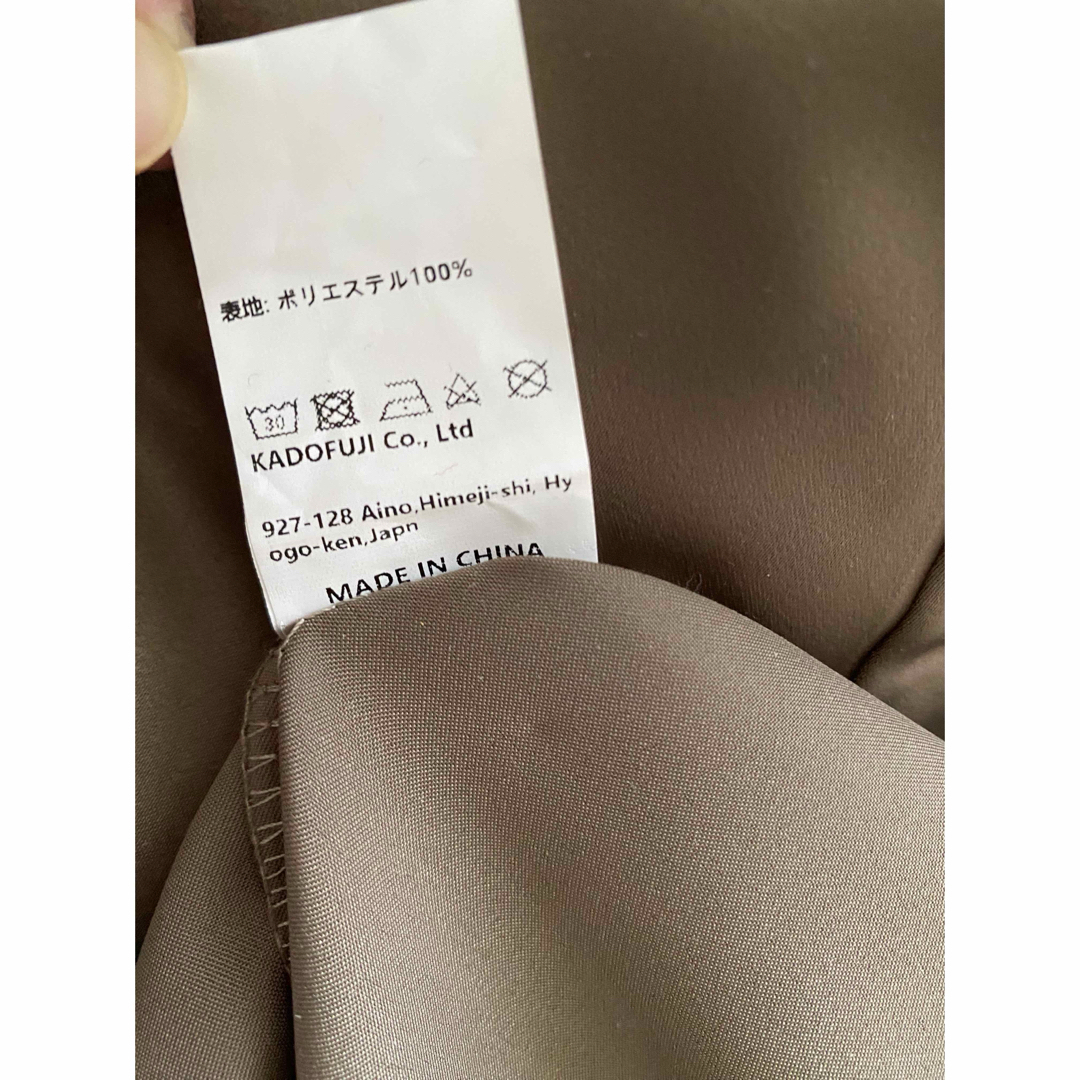 表地: ポリエステル100%
30
KADOFUJI Co., Ltd
927-128 Aino,Himeji-shi, Hy
ogo-ken,Japn
MADE IN CHINA